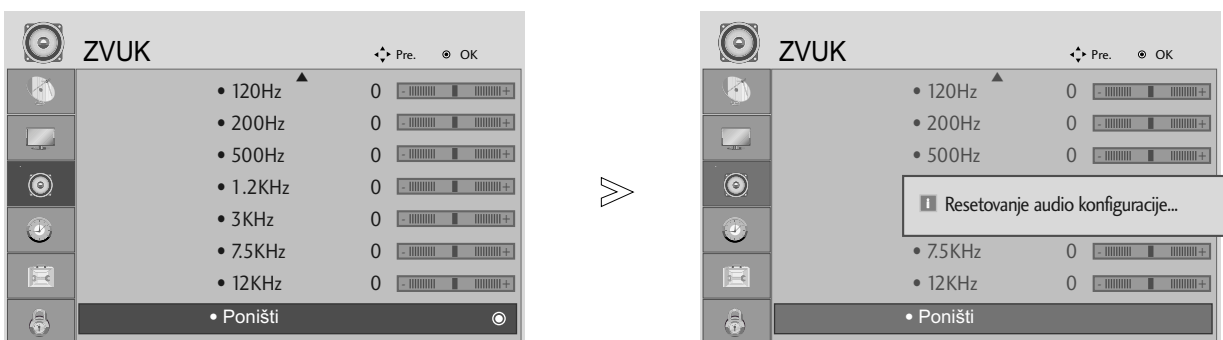 ZVUK Pre. OK
• 120Hz 0 - +
• 200Hz 0 - +
• 500Hz 0 - +
• 1.2KHz 0 - +
• 3KHz 0 - +
• 7.5KHz 0 - +
• 12KHz 0 - +
• Poništi
ZVUK Pre. OK
• 120Hz 0 - +
• 200Hz 0 - +
• 500Hz 0 - +
i Resetovanje audio konfiguracije...
• 7.5KHz 0 - +
• 12KHz 0 - +
• Poništi